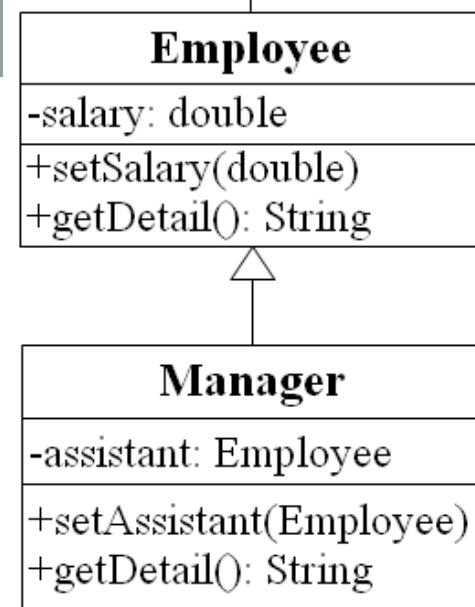 Employee
-salary: double
+setSalary(double)
+getDetail(): String
Manager
-assistant: Employee
+setAssistant(Employee)
+getDetail(): String